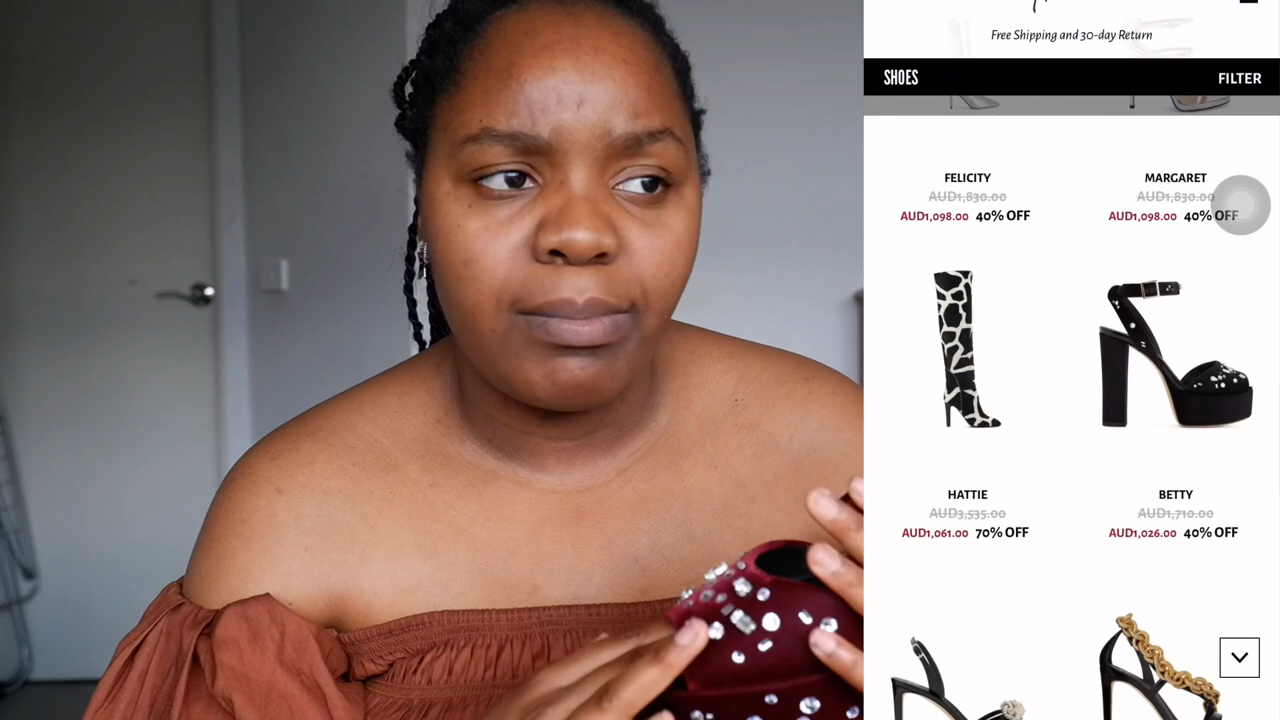 Free Shipping and 30-day Return
SHOES
FILTER
FELICITY
AUD1,830.00
AUD1,098.00 40% OFF
MARGARET
AUD1,830.00
AUD1,098.00 40% OFF
HATTIE
AUD3,535.00
AUD1,061.00 70% OFF
BETTY
AUD1,710.00
AUD1,026.00 40% OFF